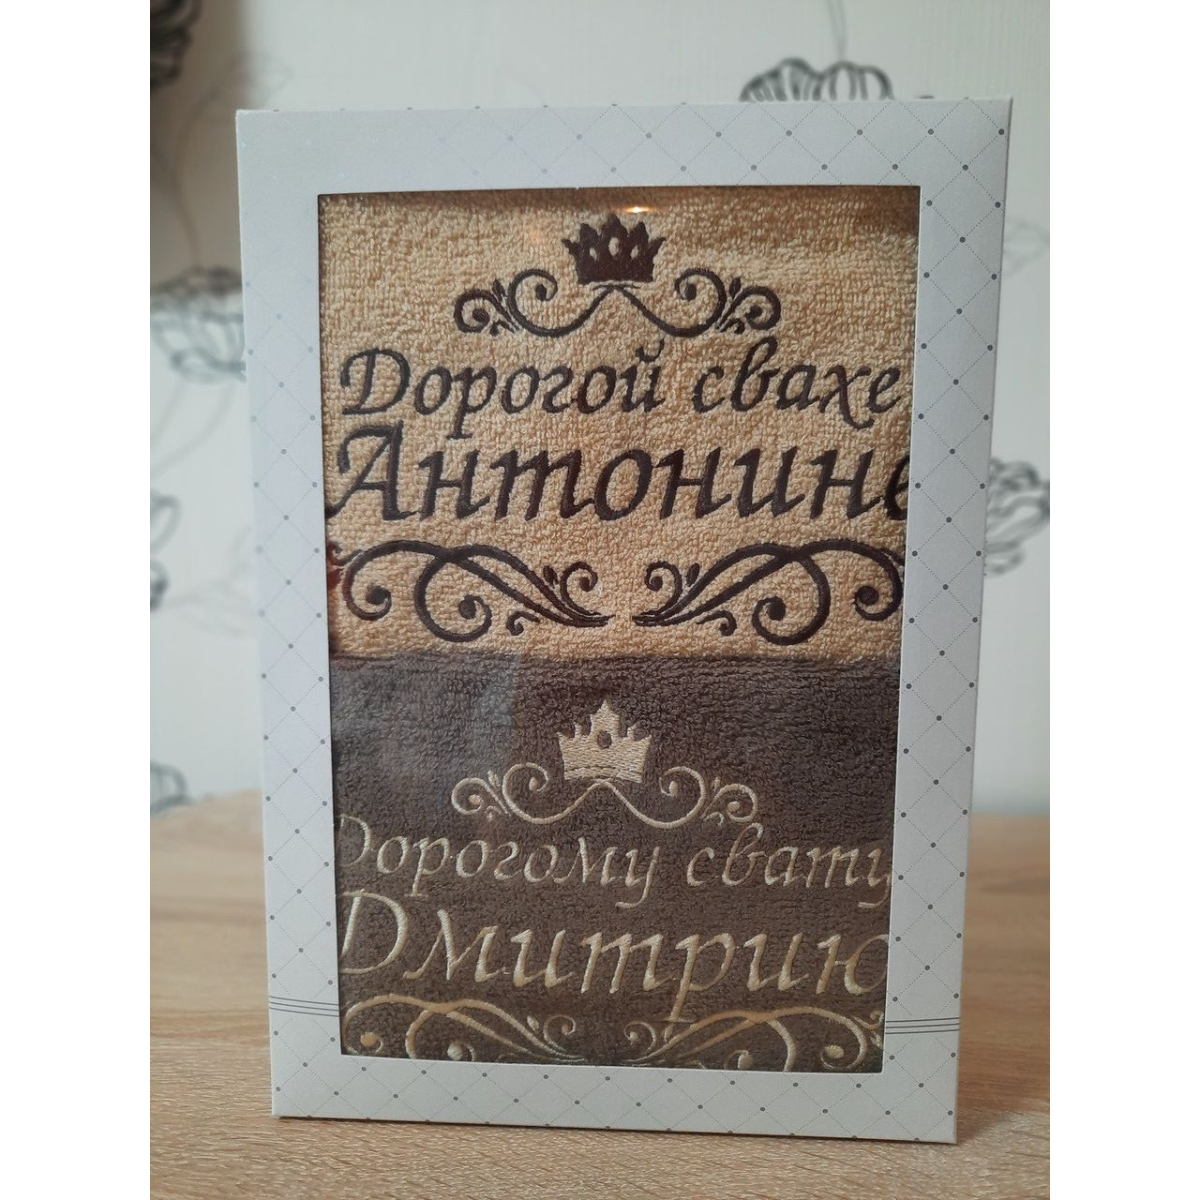 Дорогой свахе
Антонине
Дорогому свату
Дмитрию